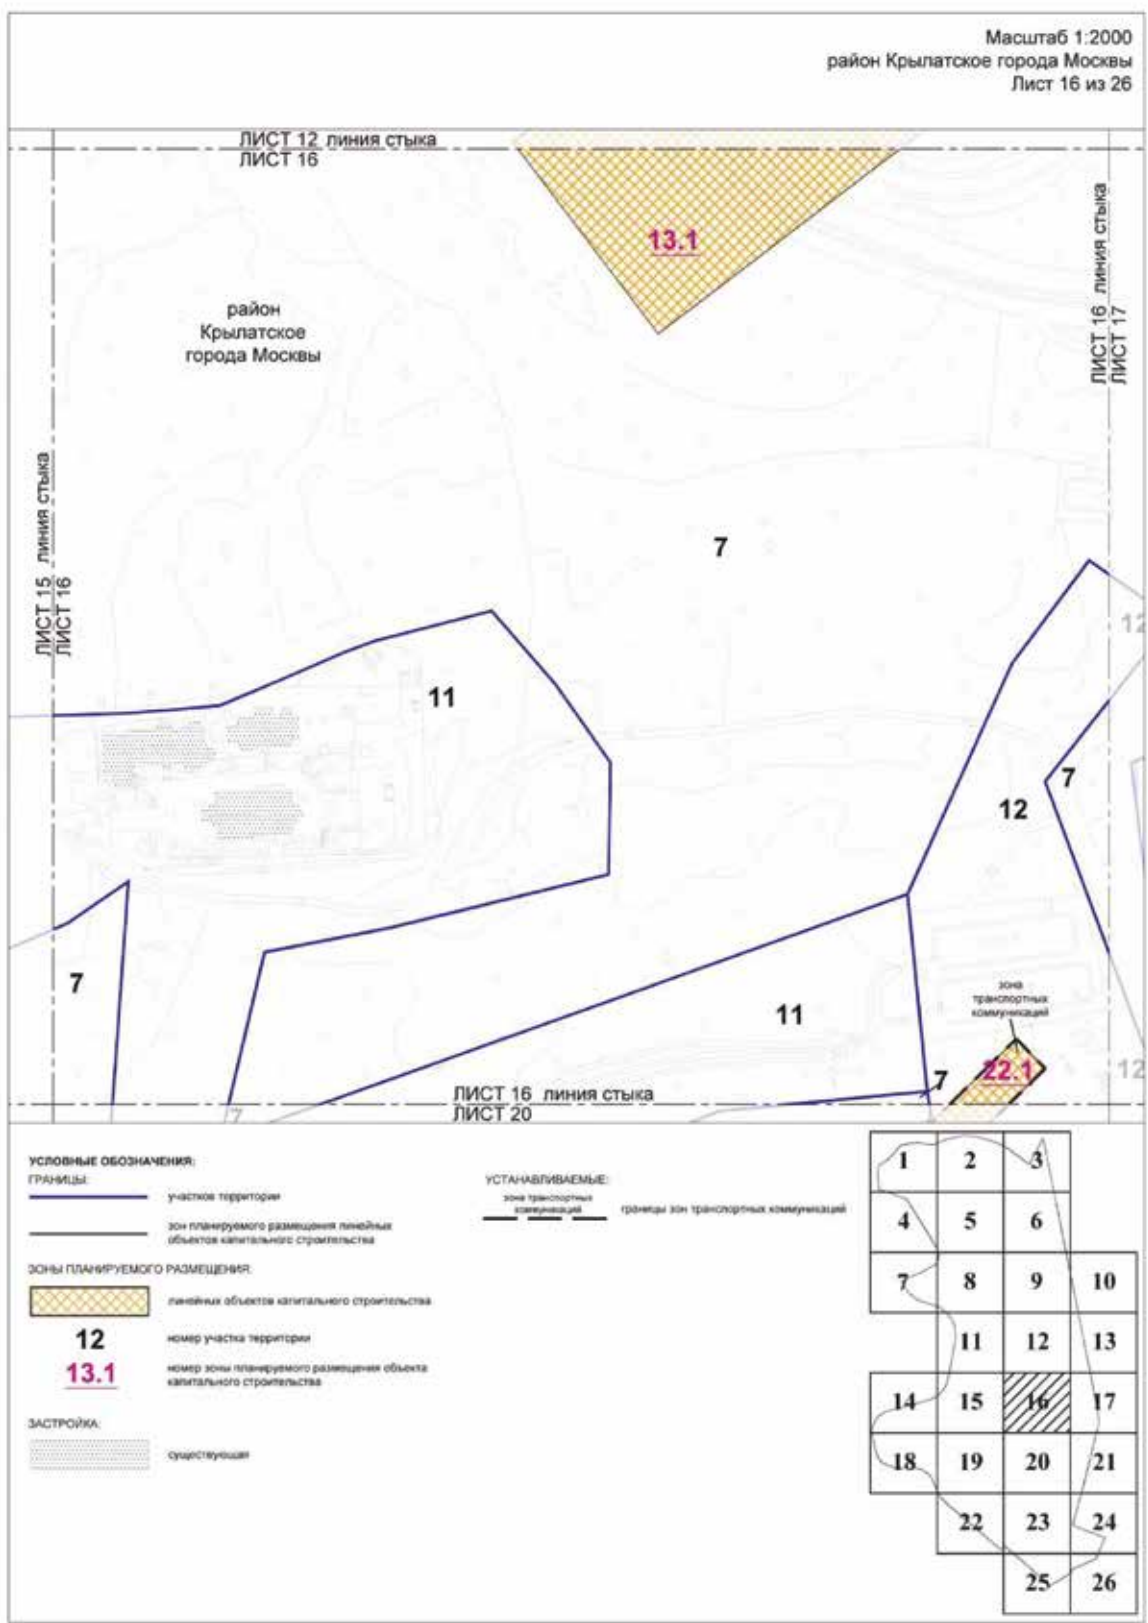 Масштаб 1:2000
район Крылатское города Москвы
Лист 16 из 26
ЛИСТ 12 линия стыка
ЛИСТ 16
13.1
ЛИСТ 16 линия стыка
ЛИСТ 17
район
Крылатское
города Москвы
ЛИСТ 15 линия стыка
ЛИСТ 16
7
12
11
7
12
7
11
зона
транспортных
коммуникаций
22.1
7
12
ЛИСТ 16 линия стыка
ЛИСТ 20
7
УСЛОВНЫЕ ОБОЗНАЧЕНИЯ:
ГРАНИЦЫ:
участков территории
зон планируемого размещения линейных
объектов капитального строительства
УСТАНАВЛИВАЕМЫЕ:
зона транспортных
коммуникаций
границы зон транспортных коммуникаций
ЗОНЫ ПЛАНИРУЕМОГО РАЗМЕЩЕНИЯ:
линейных объектов капитального строительства
12
номер участка территории
13.1
номер зоны планируемого размещения объекта
капитального строительства
ЗАСТРОЙКА:
существующая
1 2 3
4 5 6
7 8 9 10
11 12 13
14 15 16 17
18 19 20 21
22 23 24
25 26